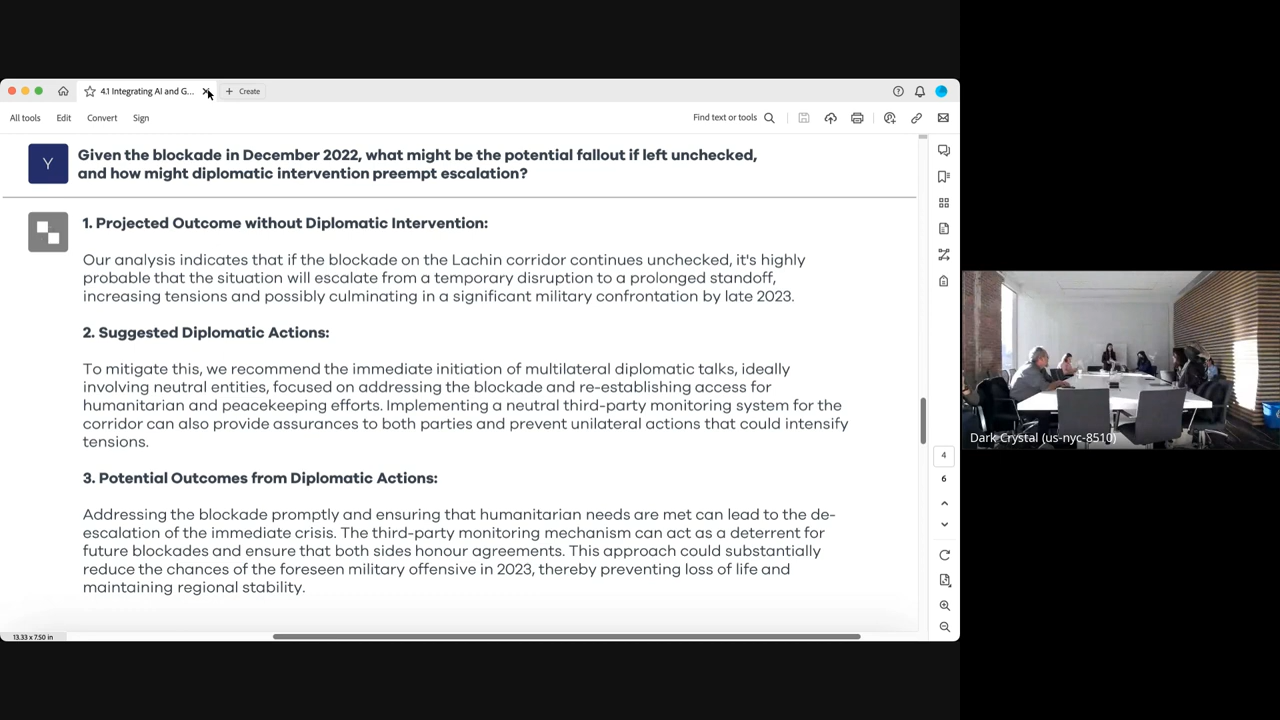 4.1 Integrating AI and G...
Create
All tools
Edit
Convert
Sign
Find text or tools
Y
Given the blockade in December 2022, what might be the potential fallout if left unchecked,
and how might diplomatic intervention preempt escalation?
1. Projected Outcome without Diplomatic Intervention:
Our analysis indicates that if the blockade on the Lachin corridor continues unchecked, it's highly
probable that the situation will escalate from a temporary disruption to a prolonged standoff,
increasing tensions and possibly culminating in a significant military confrontation by late 2023.
2. Suggested Diplomatic Actions:
To mitigate this, we recommend the immediate initiation of multilateral diplomatic talks, ideally
involving neutral entities, focused on addressing the blockade and re-establishing access for
humanitarian and peacekeeping efforts. Implementing a neutral third-party monitoring system for the
corridor can also provide assurances to both parties and prevent unilateral actions that could intensify
tensions.
3. Potential Outcomes from Diplomatic Actions:
Addressing the blockade promptly and ensuring that humanitarian needs are met can lead to the de-
escalation of the immediate crisis. The third-party monitoring mechanism can act as a deterrent for
future blockades and ensure that both sides honour agreements. This approach could substantially
reduce the chances of the foreseen military offensive in 2023, thereby preventing loss of life and
maintaining regional stability.
4
6
13.33 x 7.50 in
Dark Crystal (us-nyc-8510)